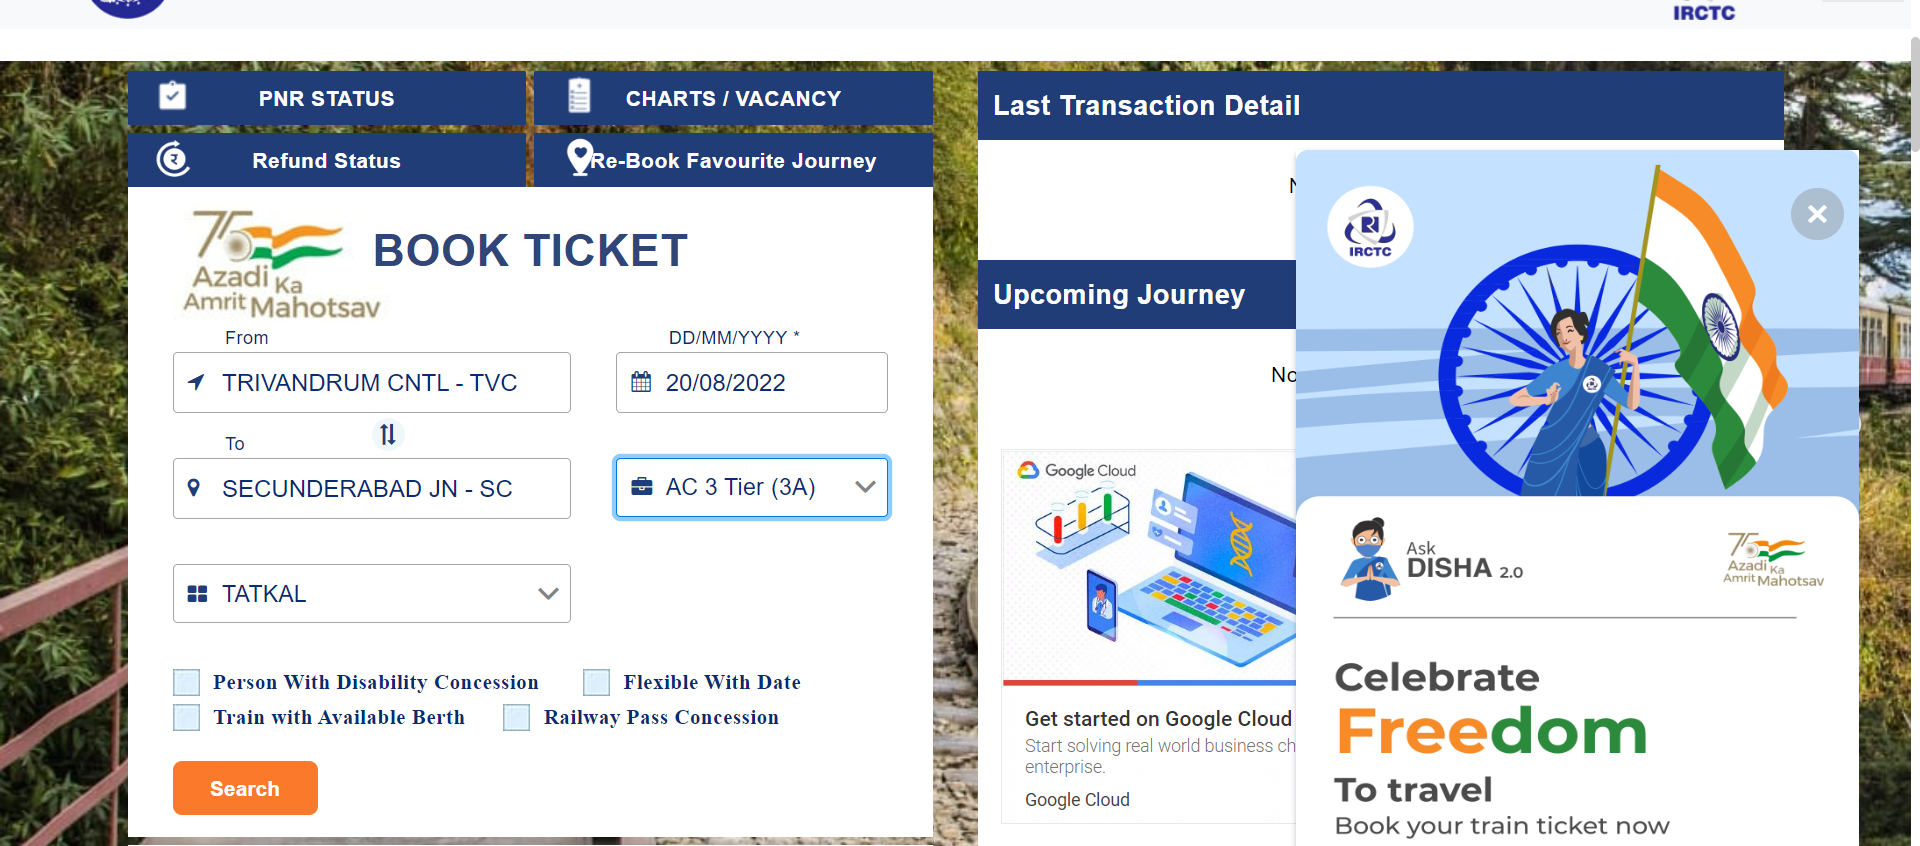 IRCTC
PNR STATUS
CHARTS / VACANCY
Refund Status
Re-Book Favourite Journey
75
Azadi Ka
Amrit Mahotsav
BOOK TICKET
From
DD/MM/YYYY *
TRIVANDRUM CNTL - TVC
20/08/2022
To
SECUNDERABAD JN - SC
AC 3 Tier (3A)
TATKAL
Person With Disability Concession
Flexible With Date
Train with Available Berth
Railway Pass Concession
Search
Last Transaction Detail
Upcoming Journey
No
Google Cloud
Get started on Google Cloud
Start solving real world business ch
enterprise.
Google Cloud
IRCTC
Ask
DISHA 2.0
75
Azadi Ka
Amrit Mahotsav
Celebrate
Freedom
To travel
Book your train ticket now